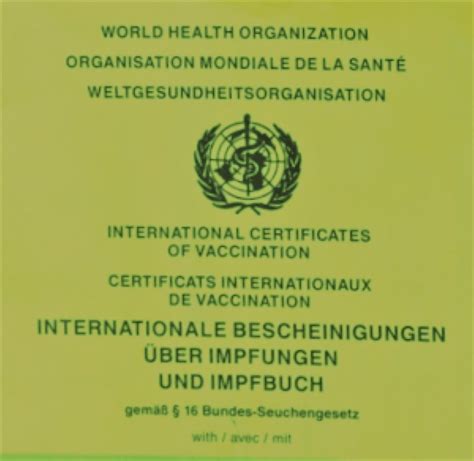 WORLD HEALTH ORGANIZATION
ORGANISATION MONDIALE DE LA SANTÉ
WELTGESUNDHEITSORGANISATION
INTERNATIONAL CERTIFICATES
OF VACCINATION
CERTIFICATS INTERNATIONAUX
DE VACCINATION
INTERNATIONALE BESCHEINIGUNGEN
ÜBER IMPFUNGEN
UND IMPFBUCH
gemäß § 16 Bundes-Seuchengesetz
with / avec / mit